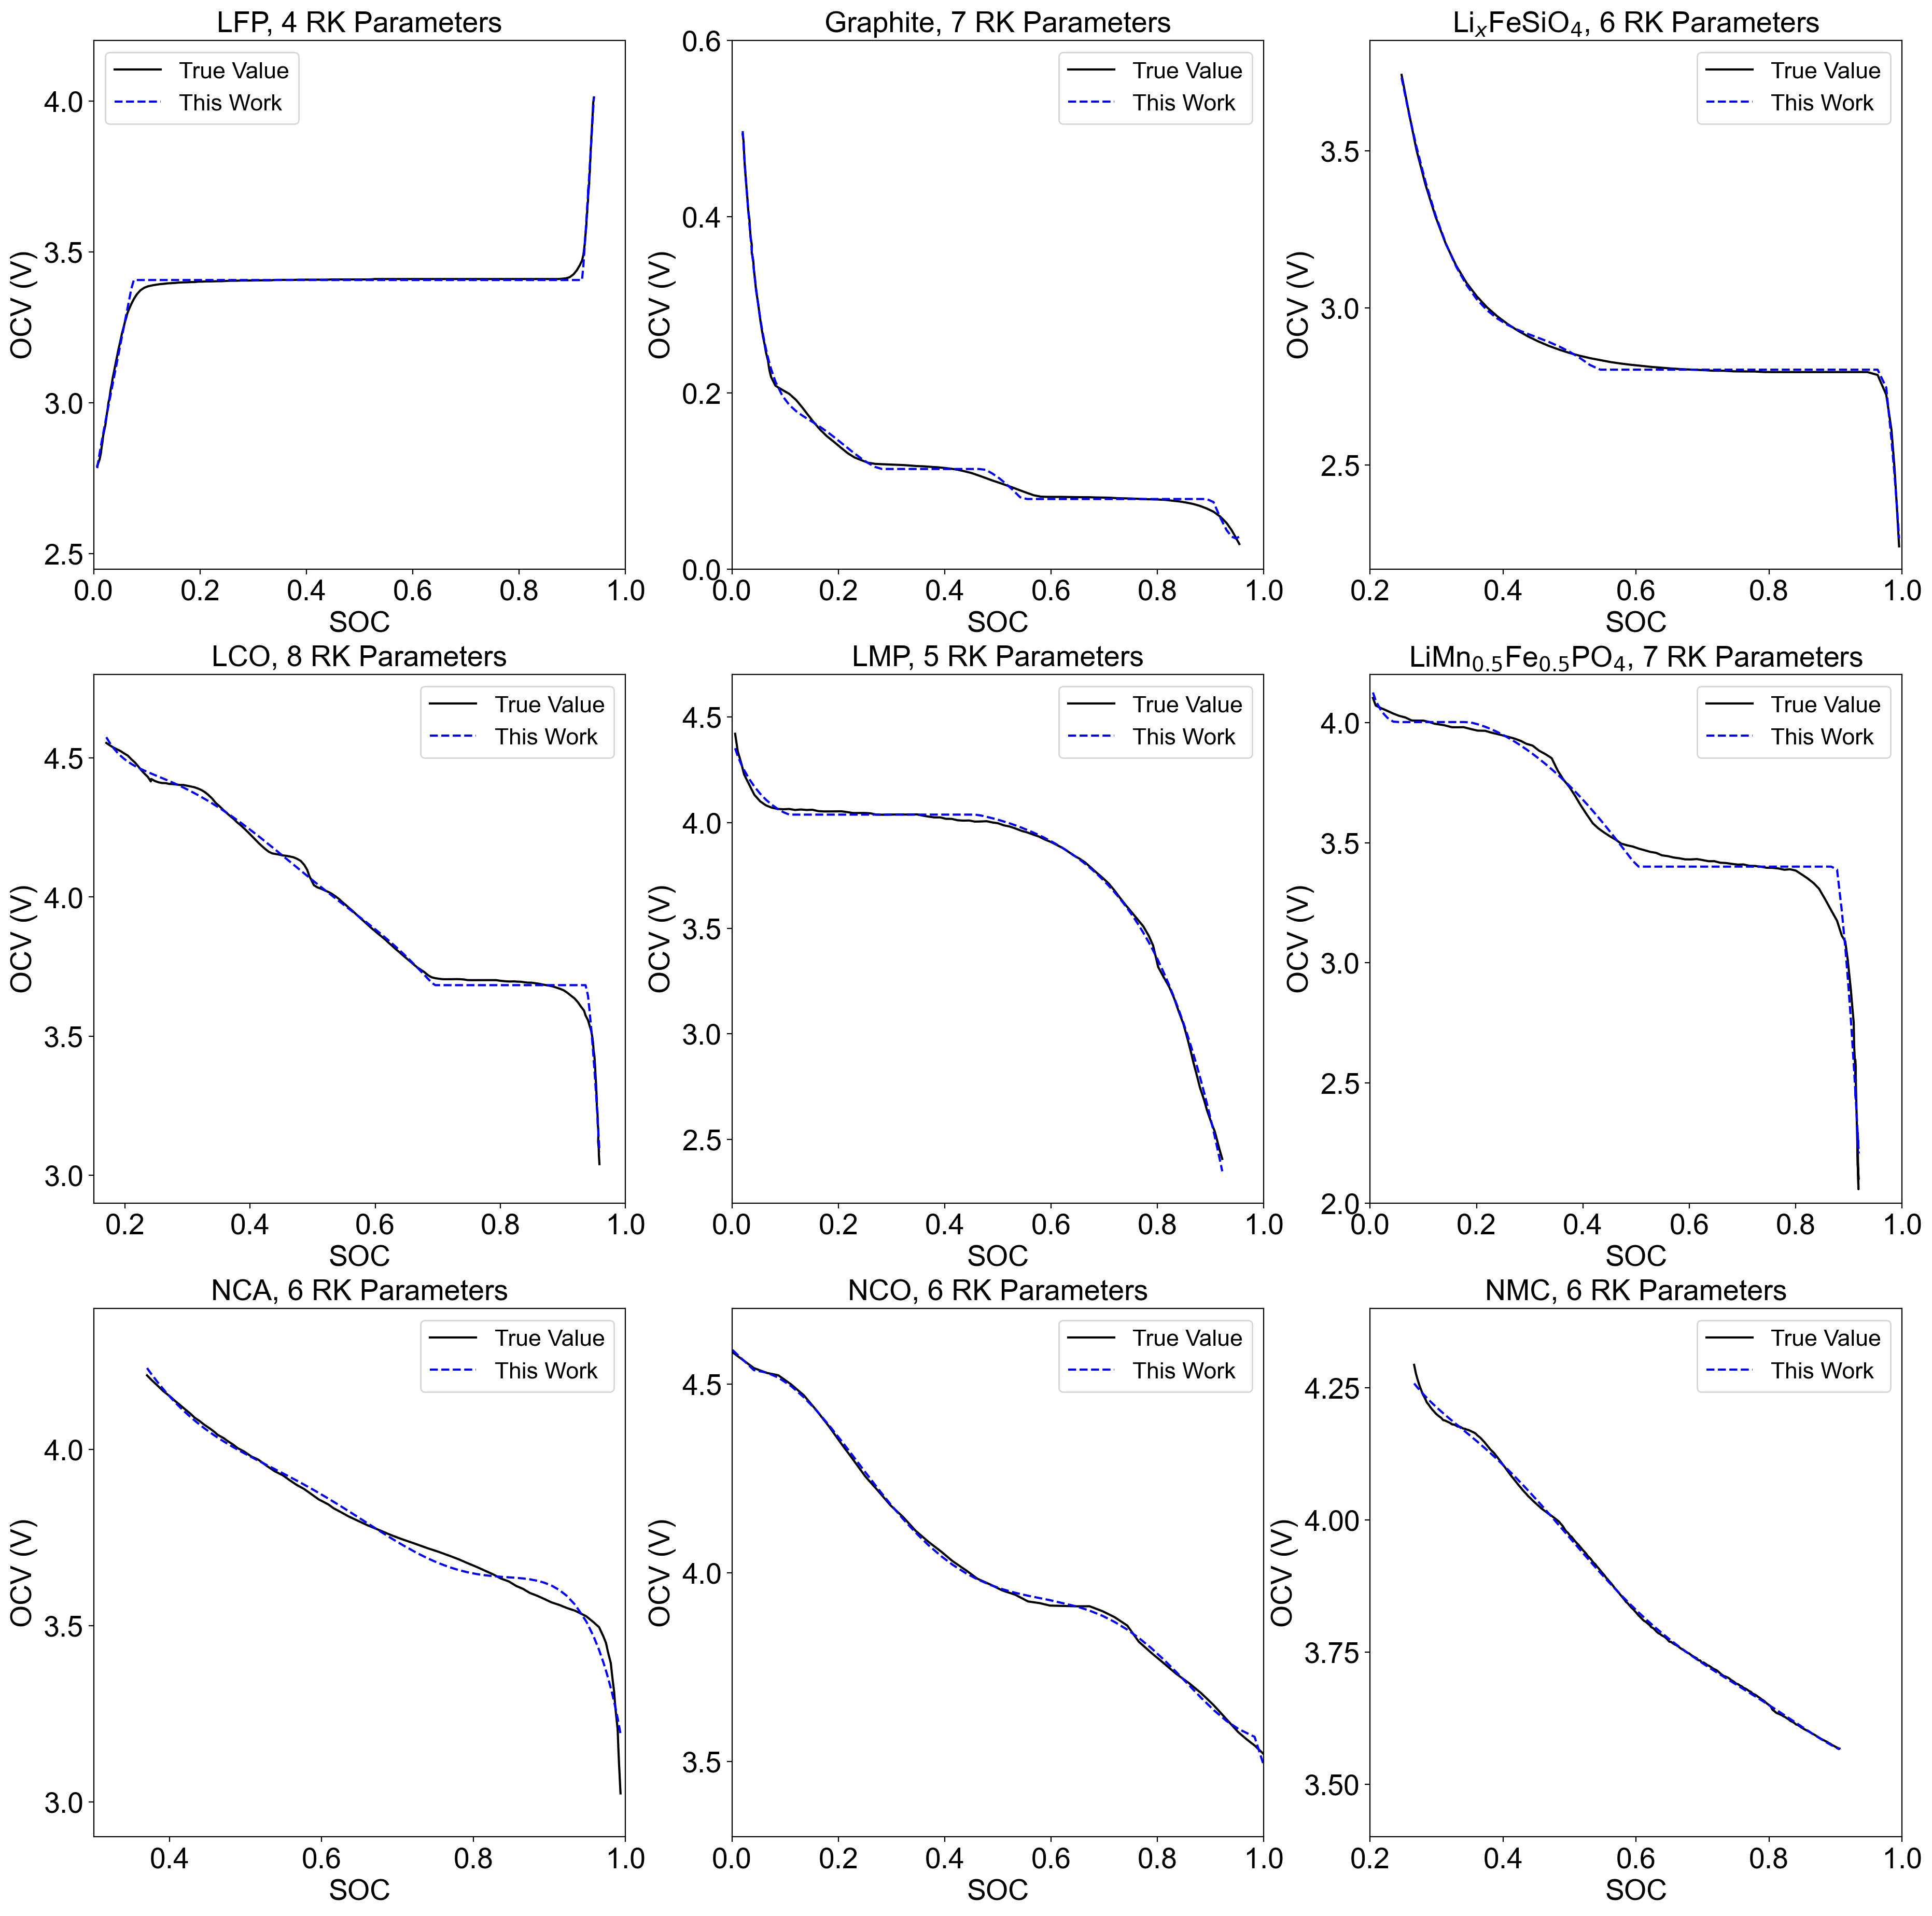 LFP, 4 RK Parameters
True Value
This Work
OCV (V)
4.0
3.5
3.0
2.5
0.0 0.2 0.4 0.6 0.8 1.0
SOC
Graphite, 7 RK Parameters
True Value
This Work
OCV (V)
0.6
0.4
0.2
0.0
0.0 0.2 0.4 0.6 0.8 1.0
SOC
LiₓFeSiO₄, 6 RK Parameters
True Value
This Work
OCV (V)
3.5
3.0
2.5
0.2 0.4 0.6 0.8 1.0
SOC
LCO, 8 RK Parameters
True Value
This Work
OCV (V)
4.5
4.0
3.5
3.0
0.2 0.4 0.6 0.8 1.0
SOC
LMP, 5 RK Parameters
True Value
This Work
OCV (V)
4.5
4.0
3.5
3.0
2.5
0.0 0.2 0.4 0.6 0.8 1.0
SOC
LiMn₀.₅Fe₀.₅PO₄, 7 RK Parameters
True Value
This Work
OCV (V)
4.0
3.5
3.0
2.5
2.0
0.0 0.2 0.4 0.6 0.8 1.0
SOC
NCA, 6 RK Parameters
True Value
This Work
OCV (V)
4.0
3.5
3.0
0.4 0.6 0.8 1.0
SOC
NCO, 6 RK Parameters
True Value
This Work
OCV (V)
4.5
4.0
3.5
0.0 0.2 0.4 0.6 0.8 1.0
SOC
NMC, 6 RK Parameters
True Value
This Work
OCV (V)
4.25
4.00
3.75
3.50
0.2 0.4 0.6 0.8 1.0
SOC